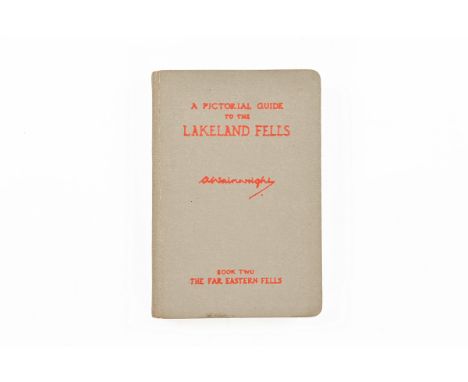 A PICTORIAL GUIDE
TO THE
LAKELAND FELLS
AWainwright
BOOK TWO
THE FAR EASTERN FELLS